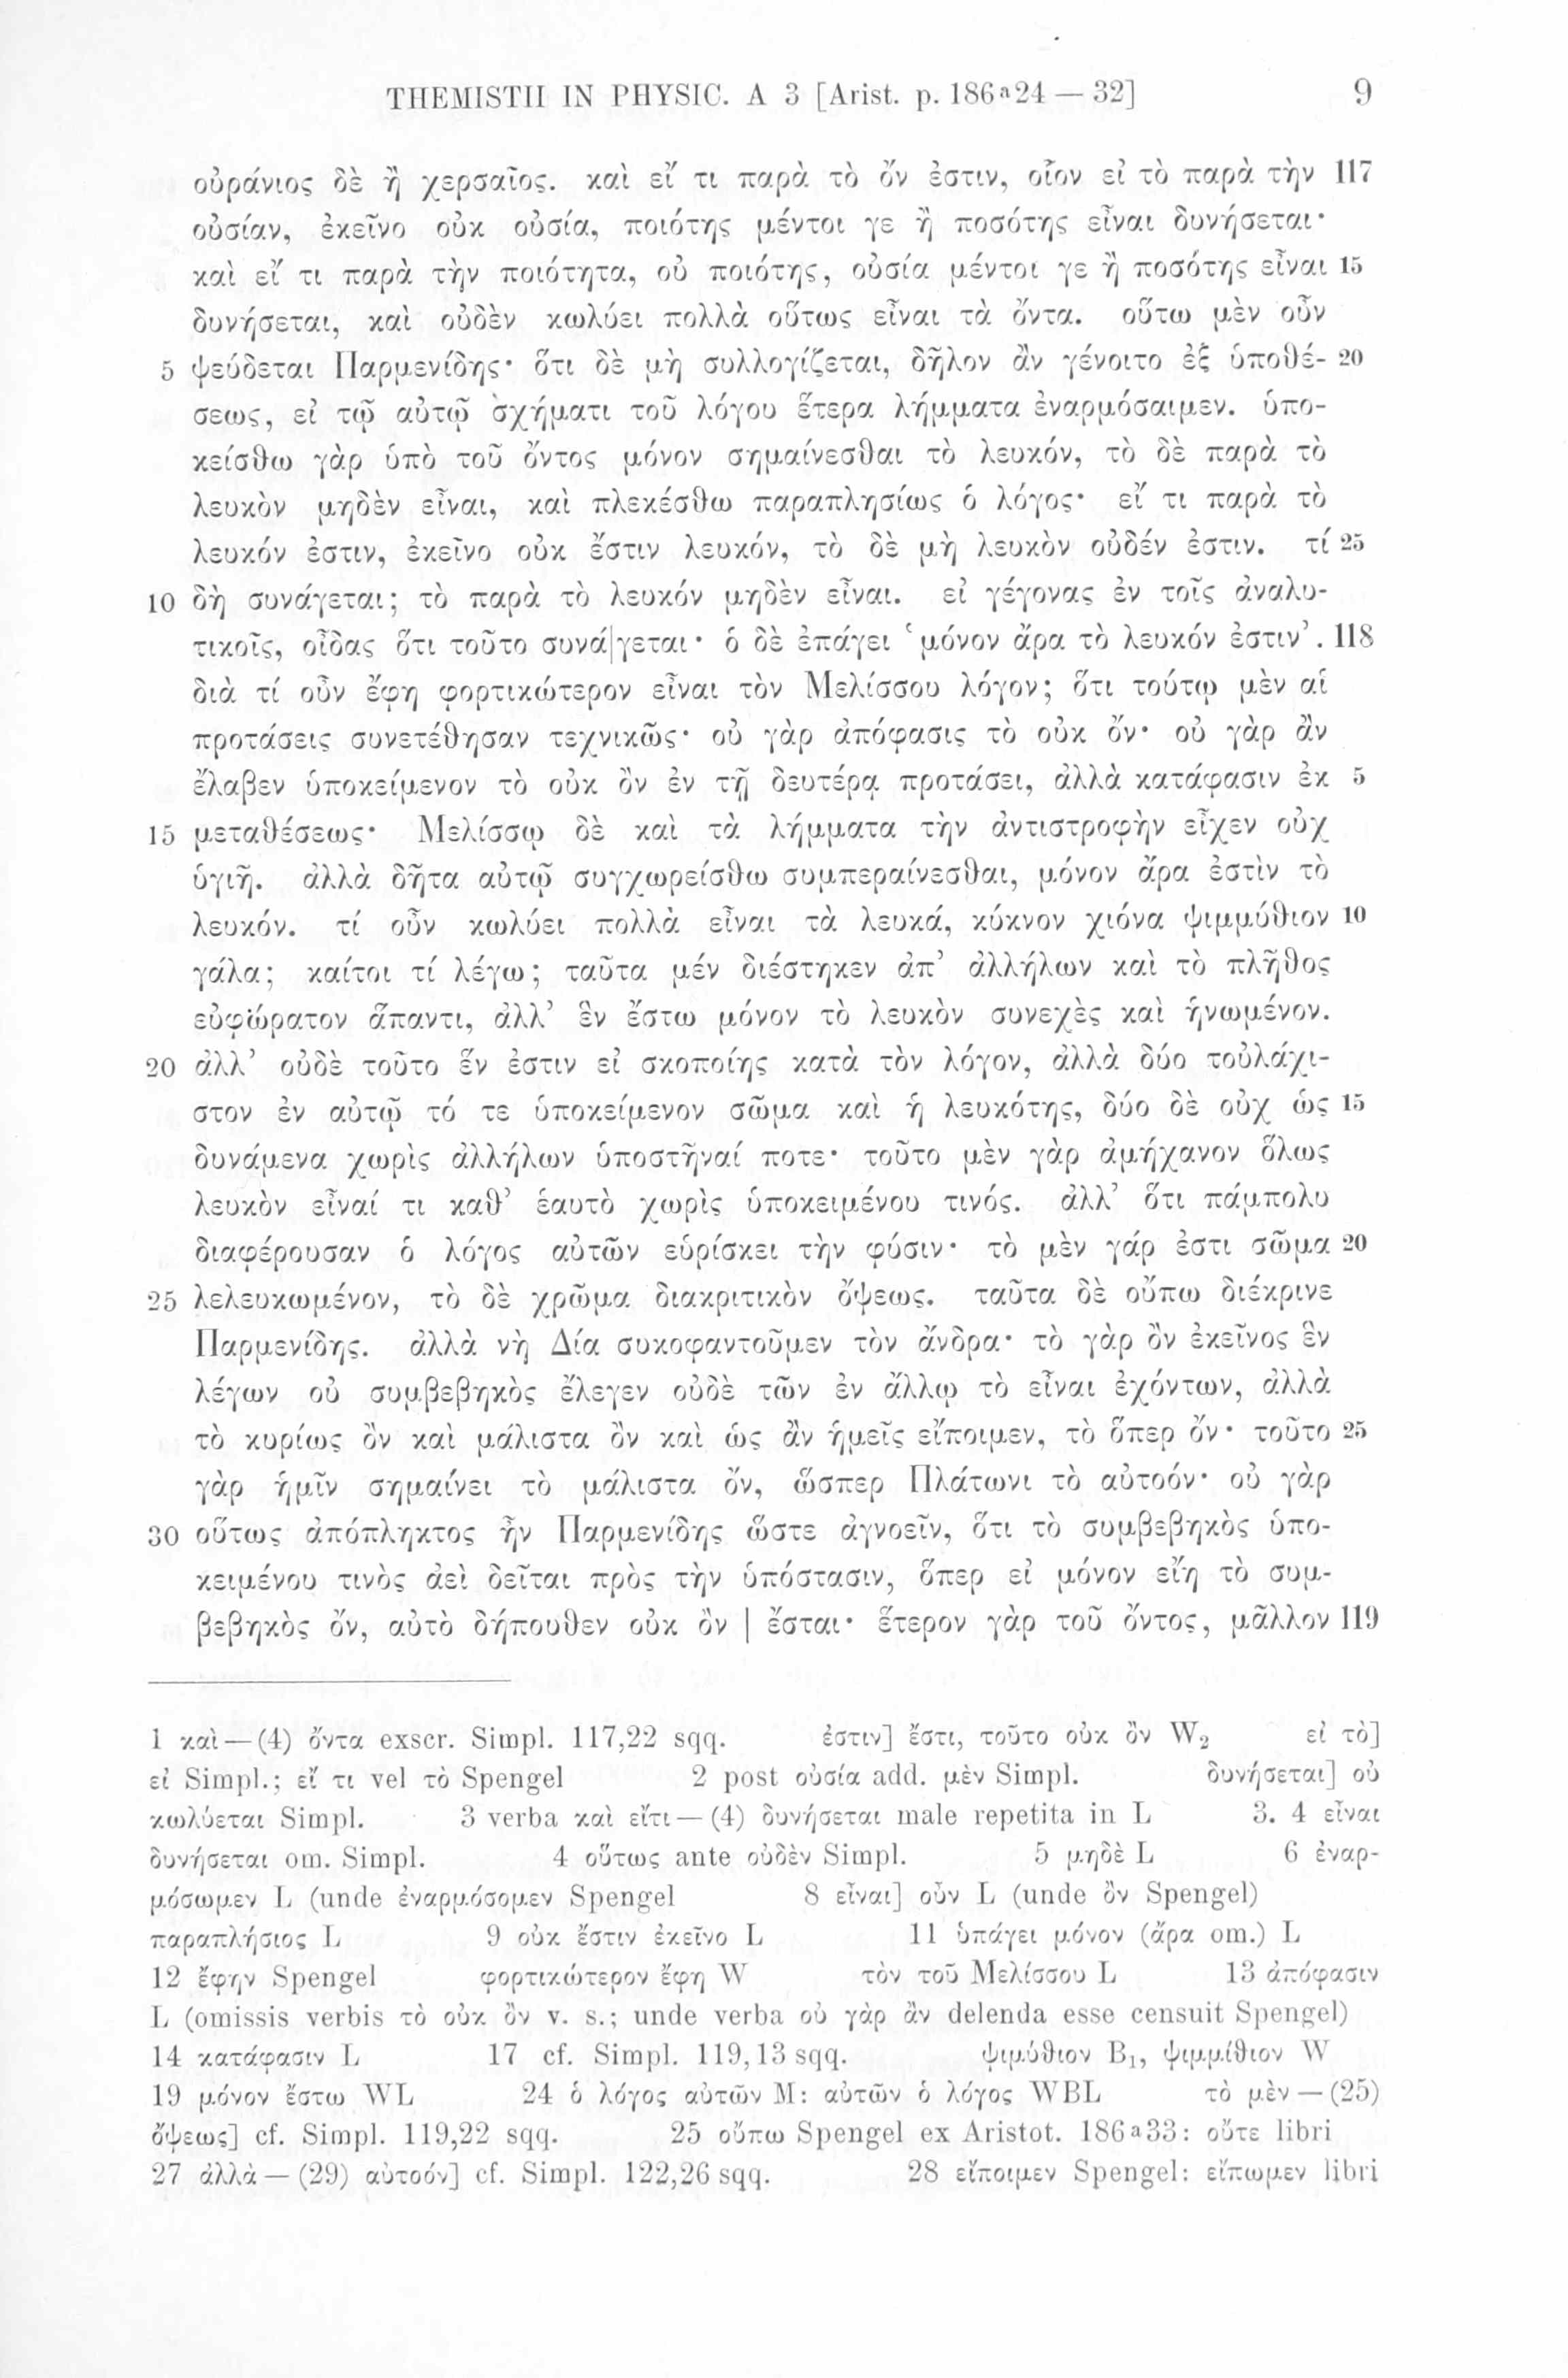 THEMISTII IN PHYSIC. A 3 [Arist. p. 186a24 — 32] 9
οὐράνιος δὲ ἢ χερσαῖος. καὶ εἴ τι παρὰ τὸ ὄν ἐστιν, οἷον εἰ τὸ παρὰ τὴν 117
οὐσίαν, ἐκεῖνο οὐκ οὐσία, ποιότης μέντοι γε ἢ ποσότης εἶναι δυνήσεται·
καὶ εἴ τι παρὰ τὴν ποιότητα, οὐ ποιότης, οὐσία μέντοι γε ἢ ποσότης εἶναι 15
δυνήσεται, καὶ οὐδὲν κωλύει πολλὰ οὕτως εἶναι τὰ ὄντα. οὕτω μὲν οὖν
5 ψεύδεται Παρμενίδης· ὅτι δὲ μὴ συλλογίζεται, δῆλον ἂν γένοιτο ἐξ ὑποθέ- 20
σεως, εἰ τῷ αὐτῷ σχήματι τοῦ λόγου ἕτερα λήμματα ἐναρμόσαιμεν. ὑπο-
κείσθω γὰρ ὑπὸ τοῦ ὄντος μόνον σημαίνεσθαι τὸ λευκόν, τὸ δὲ παρὰ τὸ
λευκὸν μηδὲν εἶναι, καὶ πλεκέσθω παραπλησίως ὁ λόγος· εἴ τι παρὰ τὸ
λευκόν ἐστιν, ἐκεῖνο οὐκ ἔστιν λευκόν, τὸ δὲ μὴ λευκὸν οὐδέν ἐστιν. τί 25
10 δὴ συνάγεται; τὸ παρὰ τὸ λευκόν μηδὲν εἶναι. εἰ γέγονας ἐν τοῖς ἀναλυ-
τικοῖς, οἶδας ὅτι τοῦτο συνά|γεται· ὁ δὲ ἐπάγει ‘μόνον ἄρα τὸ λευκόν ἐστιν’. 118
διὰ τί οὖν ἔφη φορτικώτερον εἶναι τὸν Μελίσσου λόγον; ὅτι τούτῳ μὲν αἱ
προτάσεις συνετέθησαν τεχνικῶς· οὐ γὰρ ἀπόφασις τὸ οὐκ ὄν· οὐ γὰρ ἂν
ἔλαβεν ὑποκείμενον τὸ οὐκ ὂν ἐν τῇ δευτέρᾳ προτάσει, ἀλλὰ κατάφασιν ἐκ 5
15 μεταθέσεως· Μελίσσῳ δὲ καὶ τὰ λήμματα τὴν ἀντιστροφὴν εἶχεν οὐχ
ὑγιῆ. ἀλλὰ δῆτα αὐτῷ συγχωρείσθω συμπεραίνεσθαι, μόνον ἄρα ἐστὶν τὸ
λευκόν. τί οὖν κωλύει πολλὰ εἶναι τὰ λευκά, κύκνον χιόνα ψιμμύθιον 10
γάλα; καίτοι τί λέγω; ταῦτα μέν διέστηκεν ἀπ’ ἀλλήλων καὶ τὸ πλῆθος
εὐφώρατον ἅπαντι, ἀλλ’ ἓν ἔστω μόνον τὸ λευκὸν συνεχὲς καὶ ἡνωμένον.
20 ἀλλ’ οὐδὲ τοῦτο ἕν ἐστιν εἰ σκοποίης κατὰ τὸν λόγον, ἀλλὰ δύο τοὐλάχι-
στον ἐν αὐτῷ τό τε ὑποκείμενον σῶμα καὶ ἡ λευκότης, δύο δὲ οὐχ ὡς 15
δυνάμενα χωρὶς ἀλλήλων ὑποστῆναί ποτε· τοῦτο μὲν γὰρ ἀμήχανον ὅλως
λευκὸν εἶναί τι καθ’ ἑαυτὸ χωρὶς ὑποκειμένου τινός. ἀλλ’ ὅτι πάμπολυ
διαφέρουσαν ὁ λόγος αὐτῶν εὑρίσκει τὴν φύσιν· τὸ μὲν γάρ ἐστι σῶμα 20
25 λελευκωμένον, τὸ δὲ χρῶμα διακριτικὸν ὄψεως. ταῦτα δὲ οὔπω διέκρινε
Παρμενίδης. ἀλλὰ νὴ Δία συκοφαντοῦμεν τὸν ἄνδρα· τὸ γὰρ ὂν ἐκεῖνος ἓν
λέγων οὐ συμβεβηκὸς ἔλεγεν οὐδὲ τῶν ἐν ἄλλῳ τὸ εἶναι ἐχόντων, ἀλλὰ
τὸ κυρίως ὂν καὶ μάλιστα ὂν καὶ ὡς ἂν ἡμεῖς εἴποιμεν, τὸ ὅπερ ὄν· τοῦτο 25
γὰρ ἡμῖν σημαίνει τὸ μάλιστα ὄν, ὥσπερ Πλάτωνι τὸ αὐτοόν· οὐ γὰρ
30 οὕτως ἀπόπληκτος ἦν Παρμενίδης ὥστε ἀγνοεῖν, ὅτι τὸ συμβεβηκὸς ὑπο-
κειμένου τινὸς ἀεὶ δεῖται πρὸς τὴν ὑπόστασιν, ὅπερ εἰ μόνον εἴη τὸ συμ-
βεβηκὸς ὄν, αὐτὸ δήπουθεν οὐκ ὂν | ἔσται· ἕτερον γὰρ τοῦ ὄντος, μᾶλλον 119
1 καὶ — (4) ὄντα exscr. Simpl. 117,22 sqq. ἐστιν] ἔστι, τοῦτο οὐκ ὂν W2 εἰ τὸ]
εἰ Simpl.; εἴ τι vel τὸ Spengel 2 post οὐσία add. μὲν Simpl. δυνήσεται] οὐ
κωλύεται Simpl. 3 verba καὶ εἴτι — (4) δυνήσεται male repetita in L 3. 4 εἶναι
δυνήσεται om. Simpl. 4 οὕτως ante οὐδὲν Simpl. 5 μηδὲ L 6 ἐναρ-
μόσωμεν L (unde ἐναρμόσομεν Spengel 8 εἶναι] οὖν L (unde ὂν Spengel)
παραπλήσιος L 9 οὐκ ἔστιν ἐκεῖνο L 11 ὑπάγει μόνον (ἄρα om.) L
12 ἔφην Spengel φορτικώτερον ἔφη W τὸν τοῦ Μελίσσου L 13 ἀπόφασιν
L (omissis verbis τὸ οὐκ ὂν v. s.; unde verba οὐ γὰρ ἂν delenda esse censuit Spengel)
14 κατάφασιν L 17 cf. Simpl. 119,13 sqq. ψιμύθιον B1, ψιμμίθιον W
19 μόνον ἔστω WL 24 ὁ λόγος αὐτῶν M: αὐτῶν ὁ λόγος WBL τὸ μὲν — (25)
ὄψεως] cf. Simpl. 119,22 sqq. 25 οὔπω Spengel ex Aristot. 186a33: οὔτε libri
27 ἀλλὰ — (29) αὐτοόν] cf. Simpl. 122,26 sqq. 28 εἴποιμεν Spengel: εἴπωμεν libri